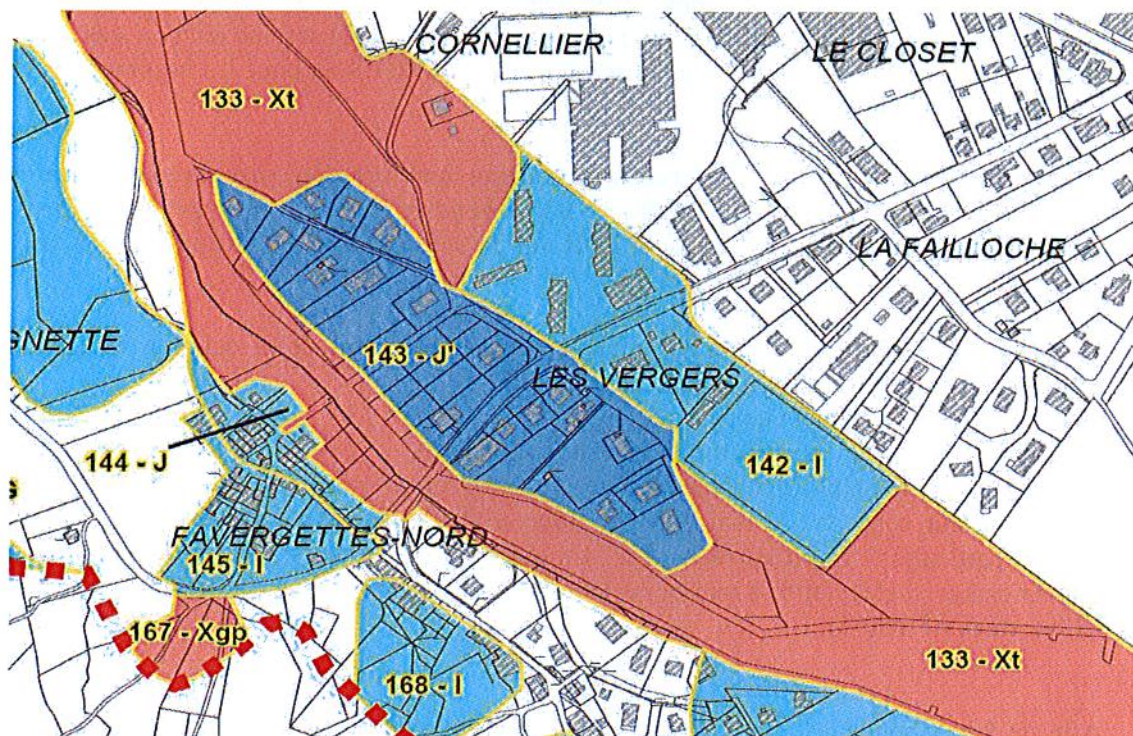 CORNELLIER
LE CLOSET
133 - Xt
LA FAILLOCHE
GNETTE
143 - J'
LES VERGERS
144 - J
142 - I
G
FAVERGETTES-NORD
145 - I
167 - Xgp
168 - I
133 - Xt